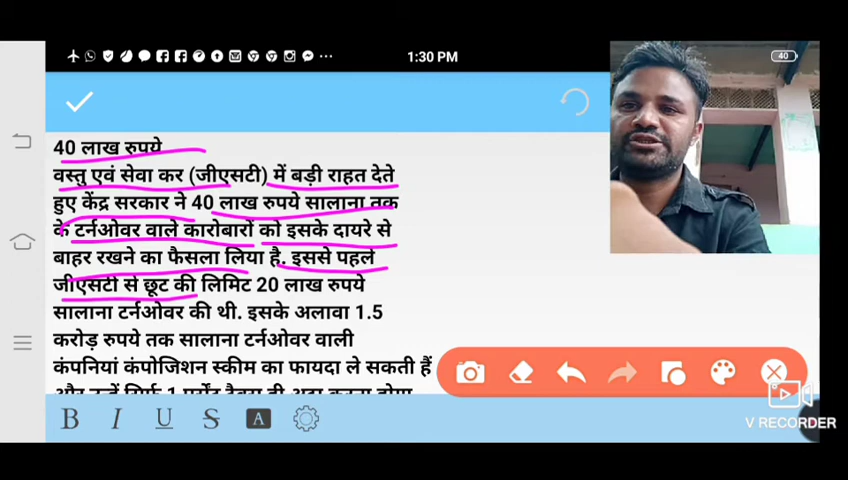 1:30 PM
40
40 लाख रुपये
वस्तु एवं सेवा कर (जीएसटी) में बड़ी राहत देते
हुए केंद्र सरकार ने 40 लाख रुपये सालाना तक
के टर्नओवर वाले कारोबारों को इसके दायरे से
बाहर रखने का फैसला लिया है. इससे पहले
जीएसटी से छूट की लिमिट 20 लाख रुपये
सालाना टर्नओवर की थी. इसके अलावा 1.5
करोड़ रुपये तक सालाना टर्नओवर वाली
कंपनियां कंपोजिशन स्कीम का फायदा ले सकती हैं
B I U S A
V RECORDER